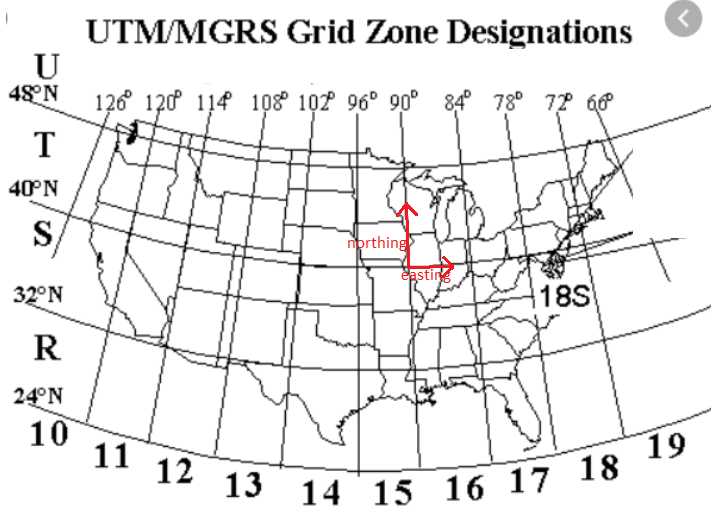 UTM/MGRS Grid Zone Designations
U
48°N
126° 120° 114° 108° 102° 96° 90° 84° 78° 72° 66°
T
40°N
S
northing
easting
32°N
18S
R
24°N
10 11 12 13 14 15 16 17 18 19